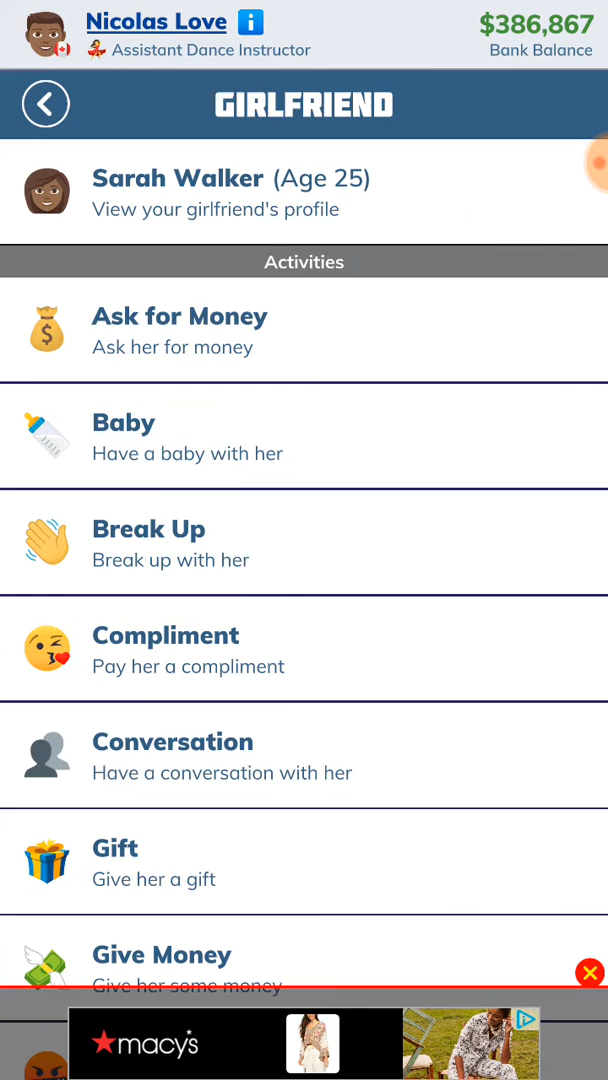 Nicolas Love
Assistant Dance Instructor
$386,867
Bank Balance
GIRLFRIEND
Sarah Walker (Age 25)
View your girlfriend's profile
Activities
Ask for Money
Ask her for money
Baby
Have a baby with her
Break Up
Break up with her
Compliment
Pay her a compliment
Conversation
Have a conversation with her
Gift
Give her a gift
Give Money
Give her some money
macy's